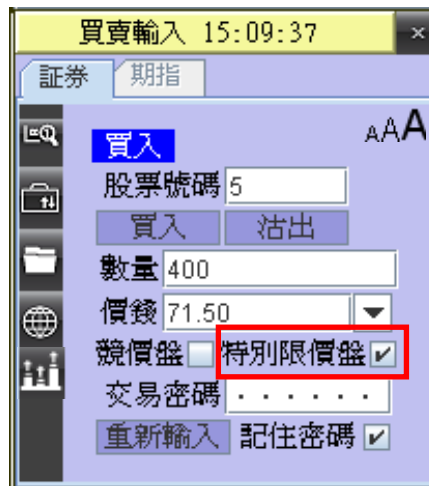 買賣輸入 15:09:37 ×
証券 期指
AAA
買入
股票號碼 5
買入 沽出
數量 400
價錢 71.50
競價盤 特別限價盤
交易密碼 ······
重新輸入 記住密碼